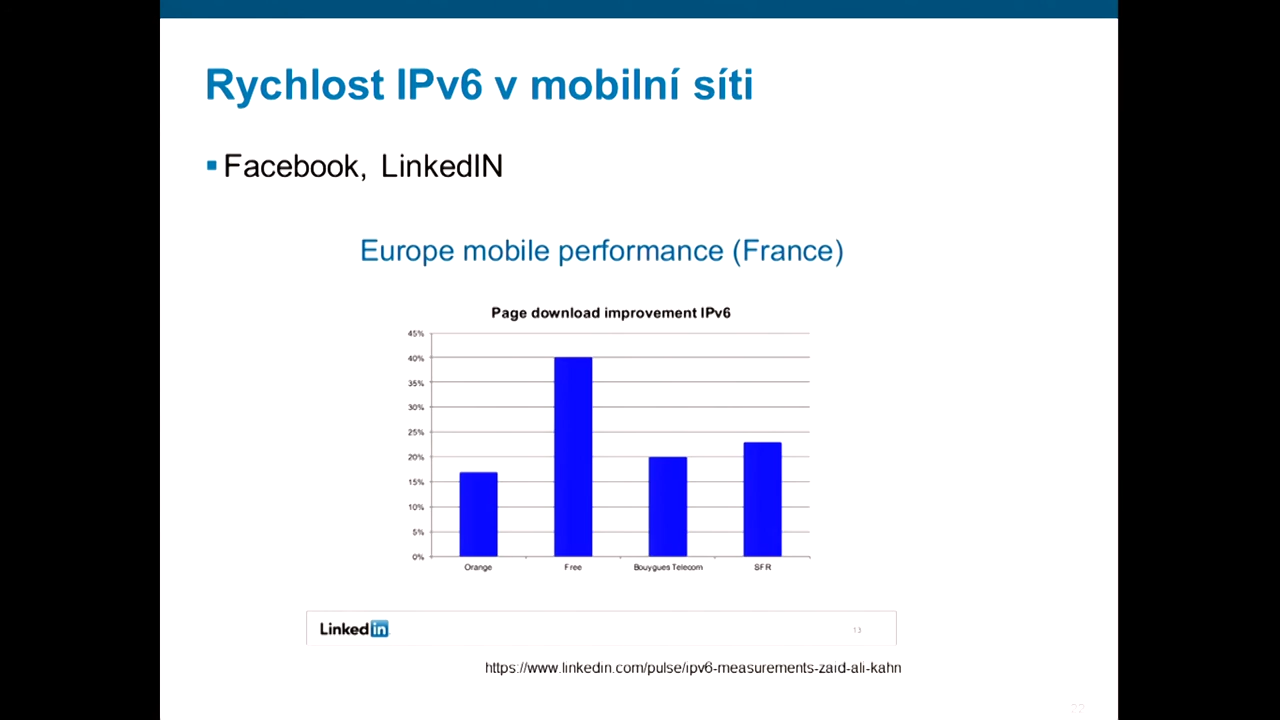 Rychlost IPv6 v mobilní síti
Facebook, LinkedIN
Europe mobile performance (France)
Page download improvement IPv6
45%
40%
35%
30%
25%
20%
15%
10%
5%
0%
Orange Free Bouygues Telecom SFR
Linked in 13
https://www.linkedin.com/pulse/ipv6-measurements-zaid-ali-kahn
22